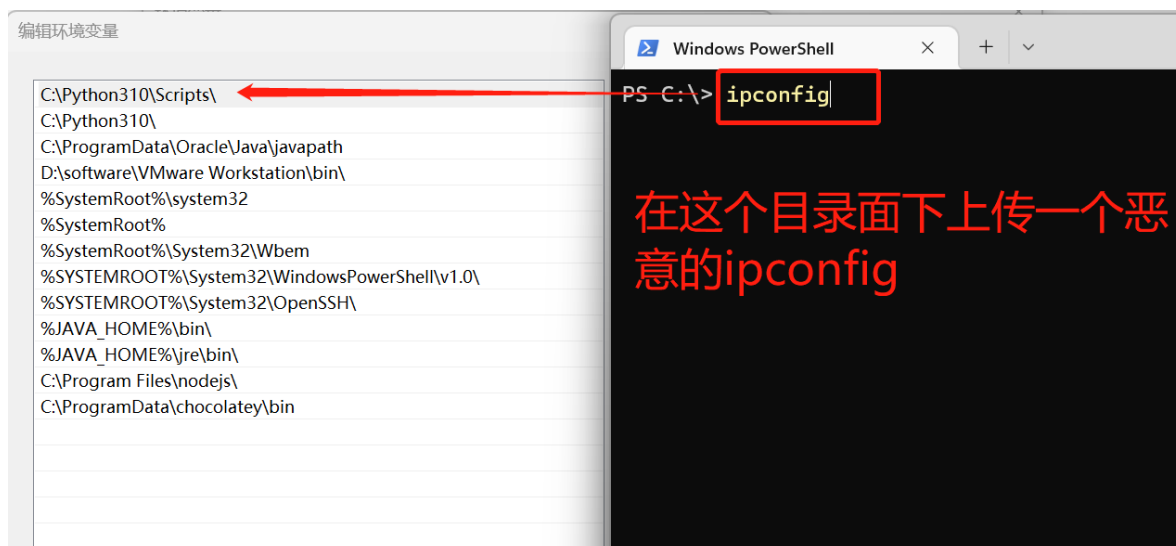 编辑环境变量
C:\Python310\Scripts\
C:\Python310\
C:\ProgramData\Oracle\Java\javapath
D:\software\VMware Workstation\bin\
%SystemRoot%\system32
%SystemRoot%
%SystemRoot%\System32\Wbem
%SYSTEMROOT%\System32\WindowsPowerShell\v1.0\
%SYSTEMROOT%\System32\OpenSSH\
%JAVA_HOME%\bin\
%JAVA_HOME%\jre\bin\
C:\Program Files\nodejs\
C:\ProgramData\chocolatey\bin
Windows PowerShell
PS C:\> ipconfig
在这个目录面下上传一个恶
意的ipconfig